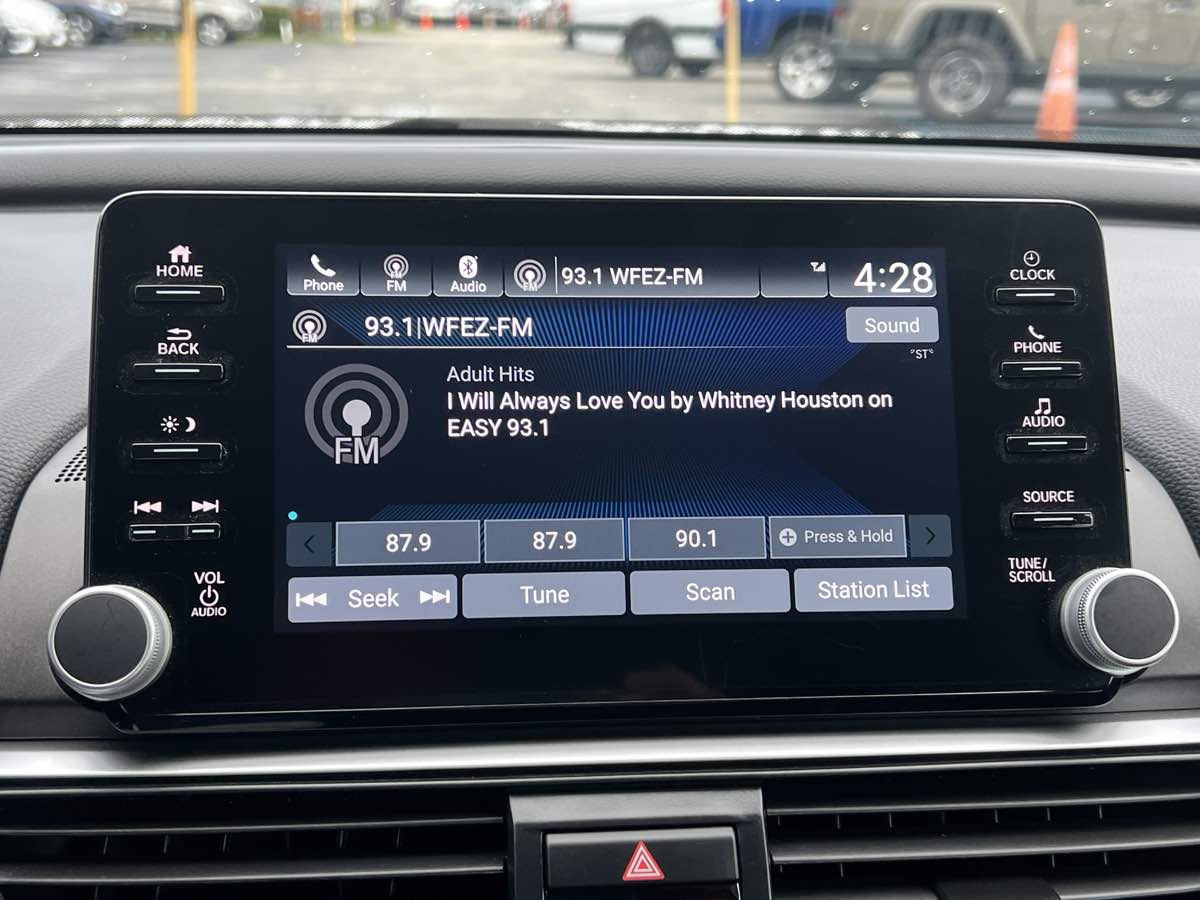 HOME
BACK
VOL
AUDIO
Phone
FM
Audio
FM
93.1 WFEZ-FM
4:28
FM
93.1|WFEZ-FM
Sound
"ST"
FM
Adult Hits
I Will Always Love You by Whitney Houston on
EASY 93.1
87.9
87.9
90.1
Press & Hold
Seek
Tune
Scan
Station List
CLOCK
PHONE
AUDIO
SOURCE
TUNE/
SCROLL